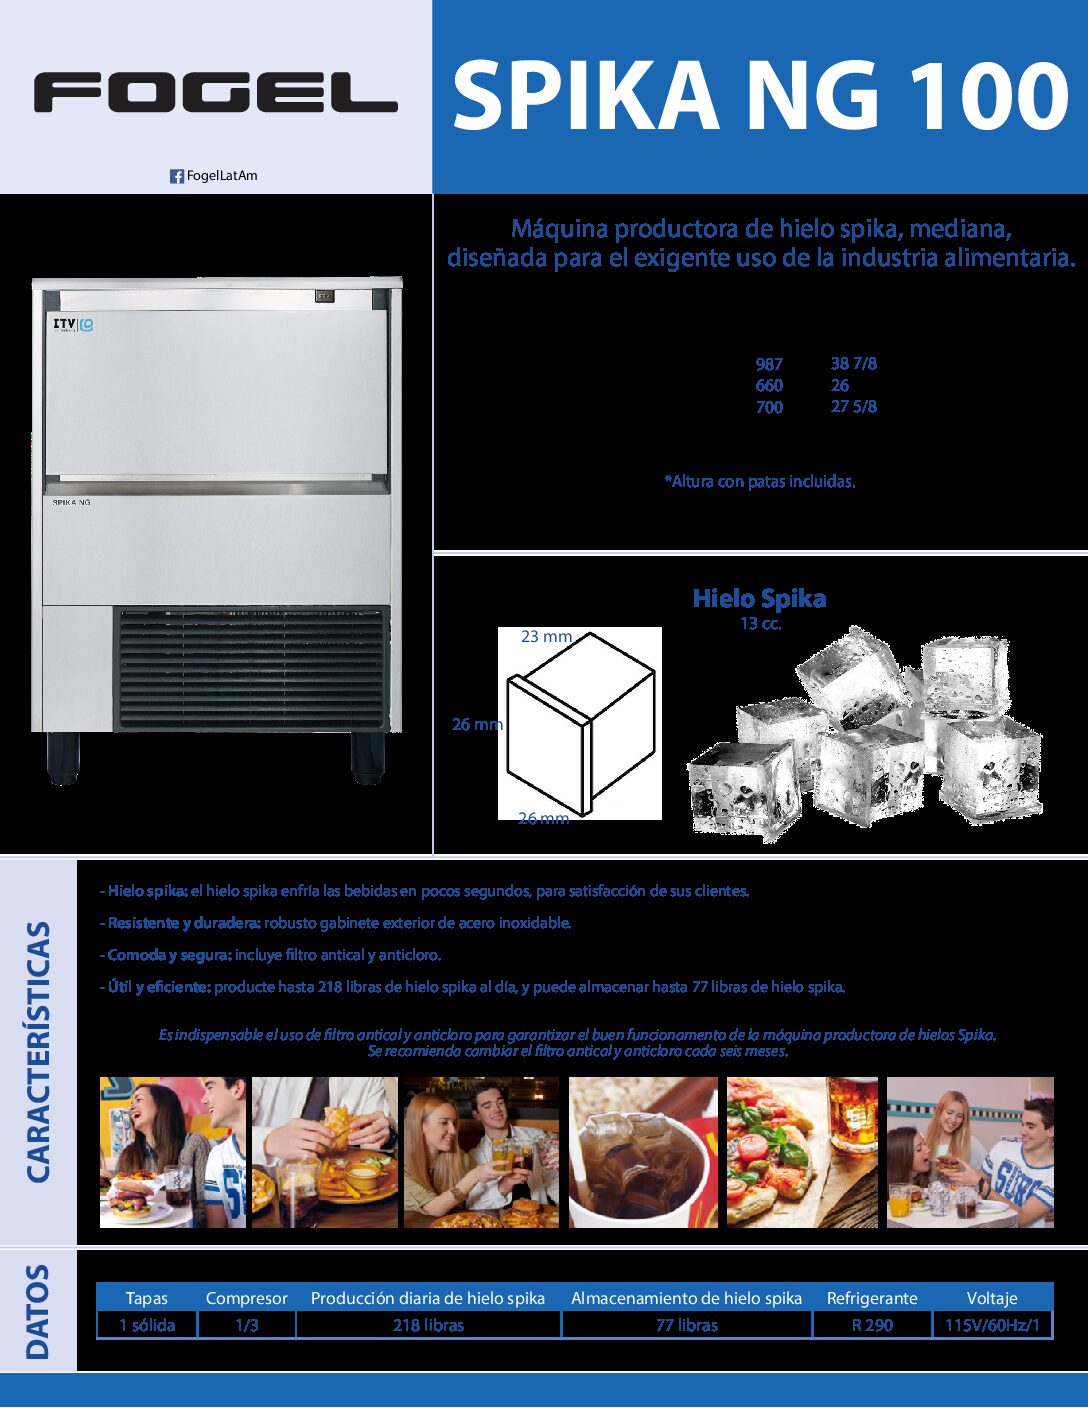 FOGEL
FogelLatAm
SPIKA NG 100
Máquina productora de hielo spika, mediana,
diseñada para el exigente uso de la industria alimentaria.
987 38 7/8
660 26
700 27 5/8
*Altura con patas incluidas.
ITV
SPIKA NG
Hielo Spika
13 cc.
23 mm
26 mm
26 mm
CARACTERÍSTICAS
- Hielo spika: el hielo spika enfría las bebidas en pocos segundos, para satisfacción de sus clientes.
- Resistente y duradera: robusto gabinete exterior de acero inoxidable.
- Comoda y segura: incluye filtro antical y anticloro.
- Útil y eficiente: producte hasta 218 libras de hielo spika al día, y puede almacenar hasta 77 libras de hielo spika.
Es indispensable el uso de filtro antical y anticloro para garantizar el buen funcionamento de la máquina productora de hielos Spika.
Se recomienda cambiar el filtro antical y anticloro cada seis meses.
DATOS
Tapas Compresor Producción diaria de hielo spika Almacenamiento de hielo spika Refrigerante Voltaje
1 sólida 1/3 218 libras 77 libras R 290 115V/60Hz/1